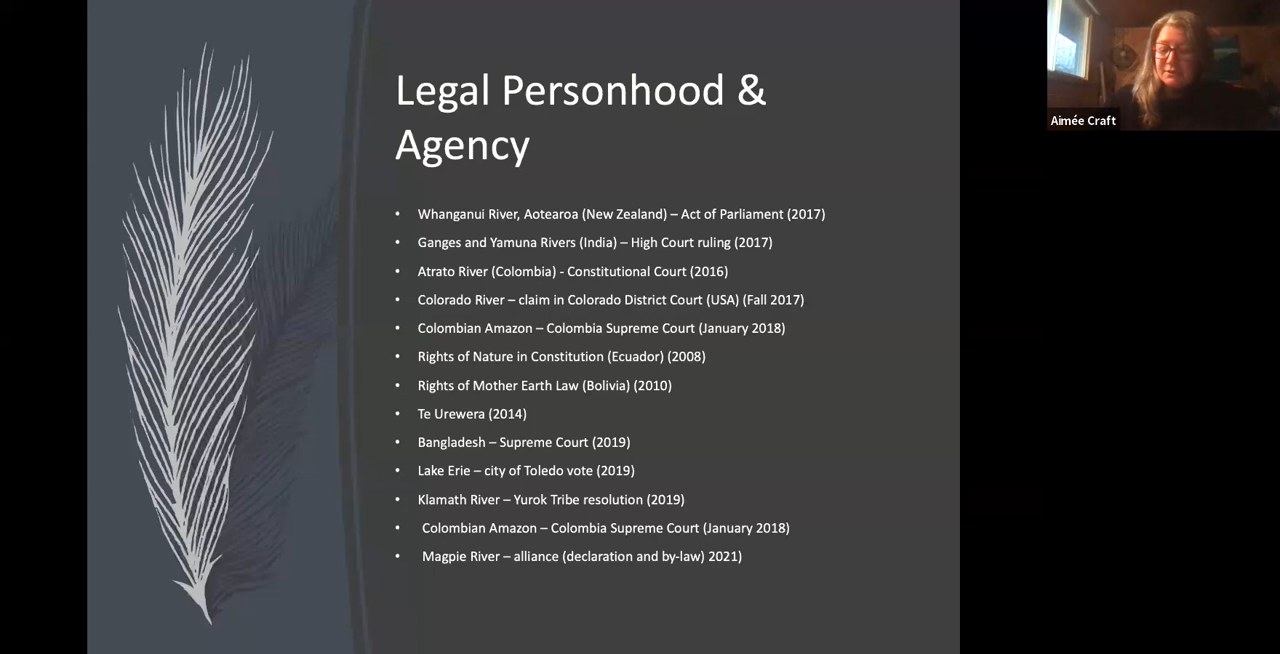 Legal Personhood &
Agency
• Whanganui River, Aotearoa (New Zealand) – Act of Parliament (2017)
• Ganges and Yamuna Rivers (India) – High Court ruling (2017)
• Atrato River (Colombia) - Constitutional Court (2016)
• Colorado River – claim in Colorado District Court (USA) (Fall 2017)
• Colombian Amazon – Colombia Supreme Court (January 2018)
• Rights of Nature in Constitution (Ecuador) (2008)
• Rights of Mother Earth Law (Bolivia) (2010)
• Te Urewera (2014)
• Bangladesh – Supreme Court (2019)
• Lake Erie – city of Toledo vote (2019)
• Klamath River – Yurok Tribe resolution (2019)
• Colombian Amazon – Colombia Supreme Court (January 2018)
• Magpie River – alliance (declaration and by-law) 2021)
Aimée Craft